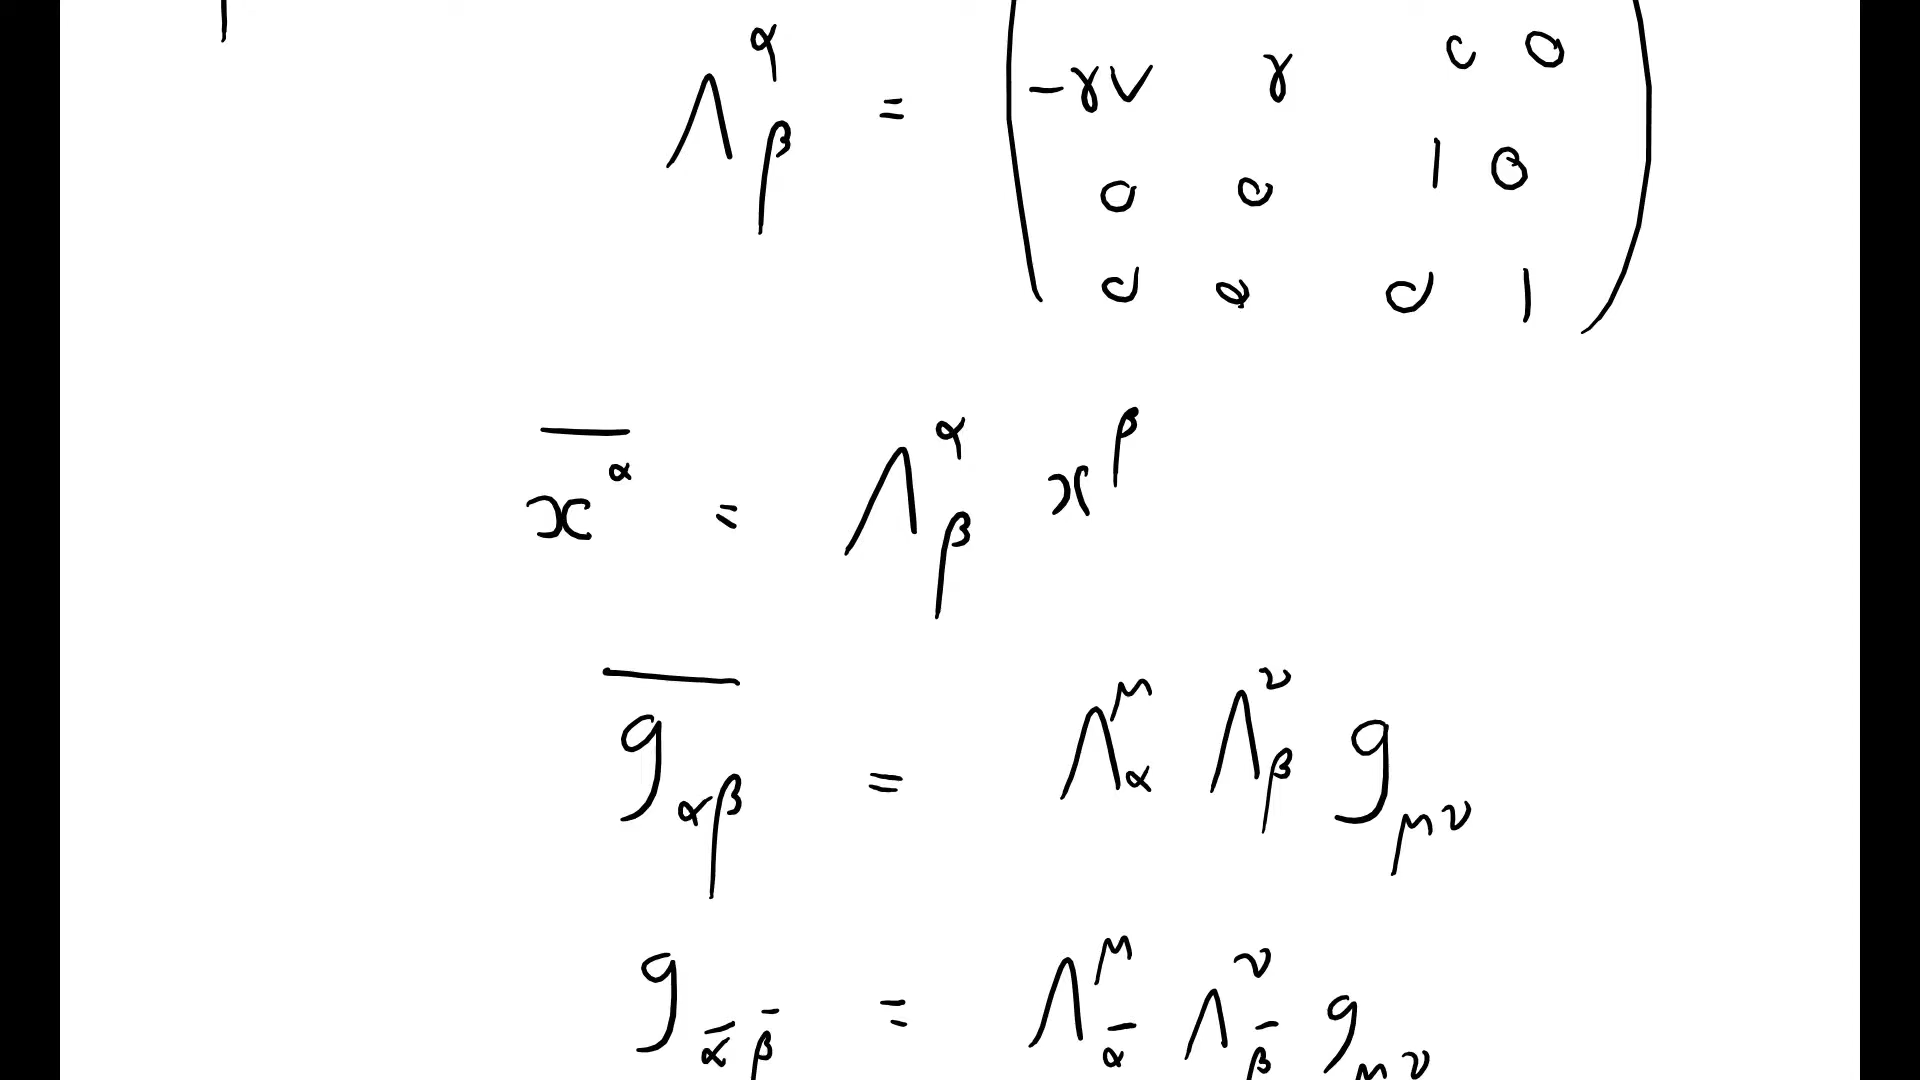 Λ^α_β = ( -γv γ 0 0
0 0 1 0
0 0 0 1 )
x̅^α = Λ^α_β x^β
g̅_αβ = Λ^μ_α Λ^ν_β g_μν
g_ᾱβ̄ = Λ^μ_ᾱ Λ^ν_β̄ g_μν